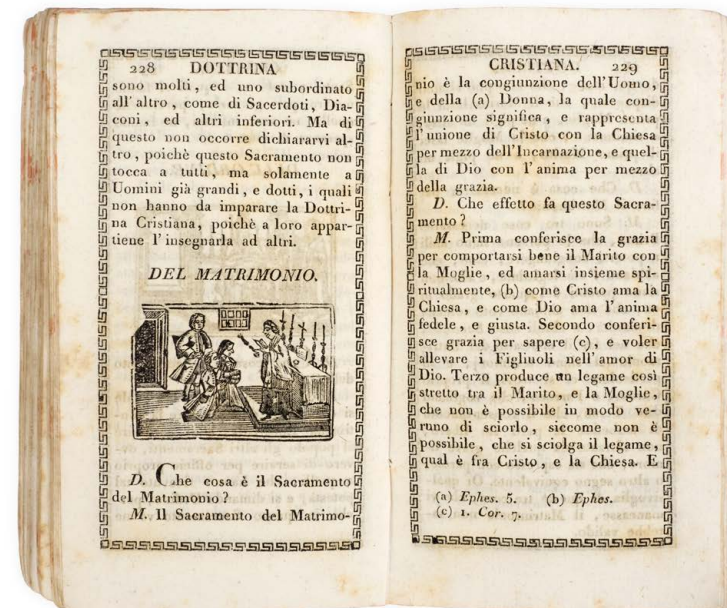 228 DOTTRINA
sono molti, ed uno subordinato
all'altro, come di Sacerdoti, Dia-
coni, ed altri inferiori. Ma di
questo non occorre dichiararvi al-
tro, poichè questo Sacramento non
tocca a tutti, ma solamente a
Uomini già grandi, e dotti, i quali
non hanno da imparare la Dottri-
na Cristiana, poichè a loro appar-
tiene l'insegnarla ad altri.
DEL MATRIMONIO.
D. Che cosa è il Sacramento
del Matrimonio?
M. Il Sacramento del Matrimo-
CRISTIANA. 229
nio è la congiunzione dell'Uomo,
e della (a) Donna, la quale con-
giunzione significa, e rappresenta
l'unione di Cristo con la Chiesa
per mezzo dell'Incarnazione, e quel-
la di Dio con l'anima per mezzo
della grazia.
D. Che effetto fa questo Sacra-
mento?
M. Prima conferisce la grazia
per comportarsi bene il Marito con
la Moglie, ed amarsi insieme spi-
ritualmente, (b) come Cristo ama la
Chiesa, e come Dio ama l'anima
fedele, e giusta. Secondo conferi-
sce grazia per sapere (c), e voler
allevare i Figliuoli nell'amor di
Dio. Terzo produce un legame così
stretto tra il Marito, e la Moglie,
che non è possibile in modo ve-
runo di sciorlo, siccome non è
possibile, che si sciolga il legame,
qual è fra Cristo, e la Chiesa. E
(a) Ephes. 5. (b) Ephes.
(c) 1. Cor. 7.